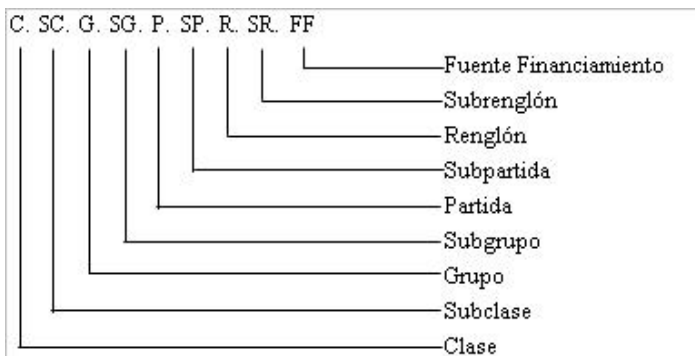 C. SC. G. SG. P. SP. R. SR. FF
Fuente Financiamiento
Subrenglón
Renglón
Subpartida
Partida
Subgrupo
Grupo
Subclase
Clase